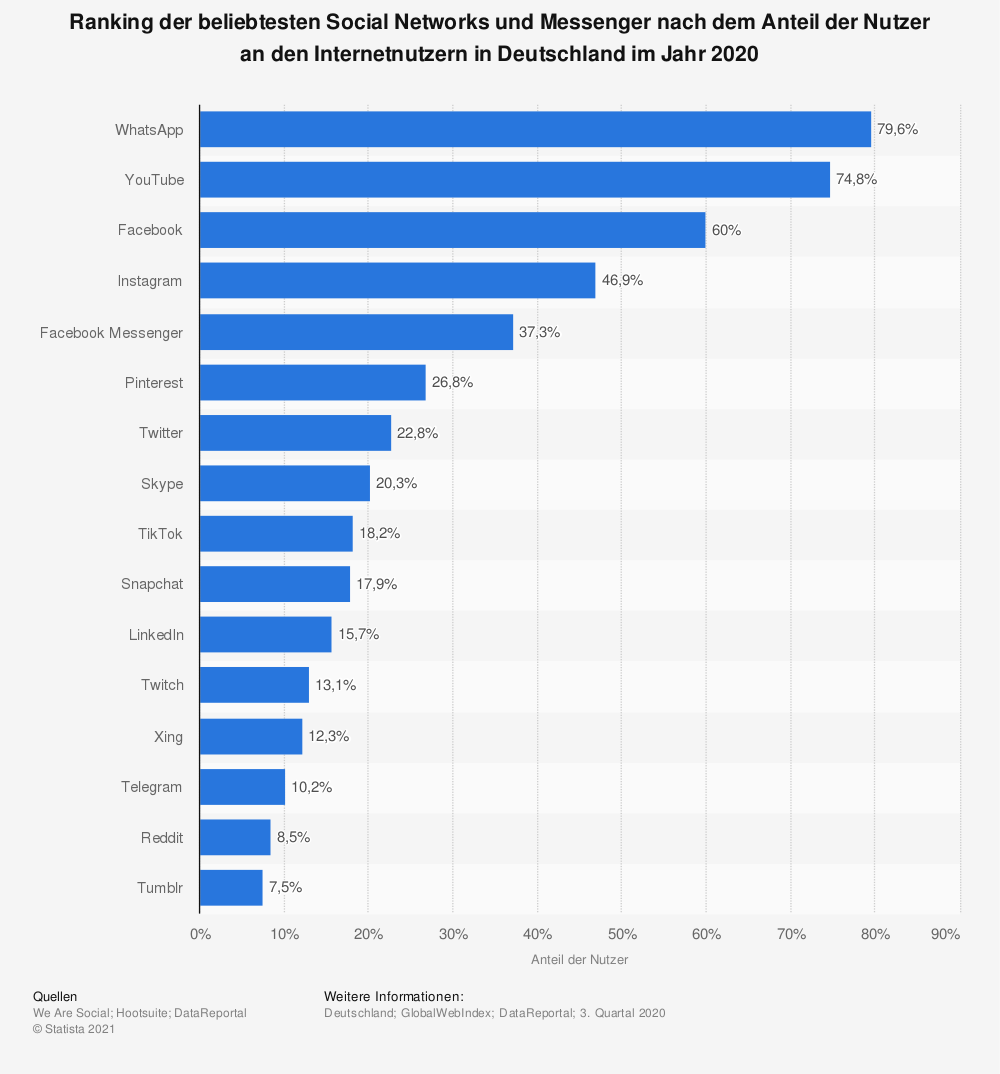 Ranking der beliebtesten Social Networks und Messenger nach dem Anteil der Nutzer
an den Internetnutzern in Deutschland im Jahr 2020
WhatsApp 79,6%
YouTube 74,8%
Facebook 60%
Instagram 46,9%
Facebook Messenger 37,3%
Pinterest 26,8%
Twitter 22,8%
Skype 20,3%
TikTok 18,2%
Snapchat 17,9%
LinkedIn 15,7%
Twitch 13,1%
Xing 12,3%
Telegram 10,2%
Reddit 8,5%
Tumblr 7,5%
0% 10% 20% 30% 40% 50% 60% 70% 80% 90%
Anteil der Nutzer
Quellen
We Are Social; Hootsuite; DataReportal
© Statista 2021
Weitere Informationen:
Deutschland; GlobalWebIndex; DataReportal; 3. Quartal 2020